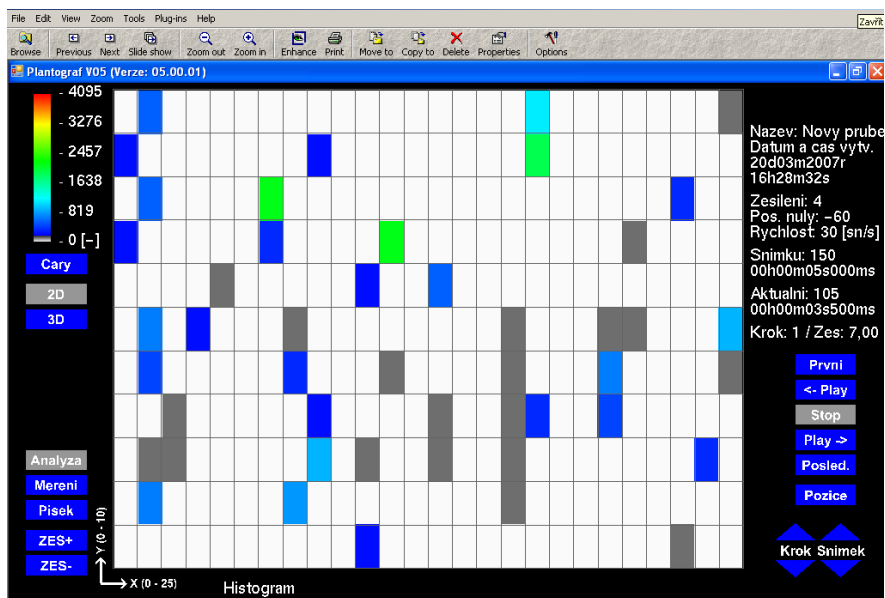 File Edit View Zoom Tools Plug-ins Help
Zavřít
Browse Previous Next Slide show Zoom out Zoom in Enhance Print Move to Copy to Delete Properties Options
Plantograf V05 (Verze: 05.00.01)
- 4095
- 3276
- 2457
- 1638
- 819
- 0 [-]
Cary
2D
3D
Analyza
Mereni
Pisek
ZES+
ZES-
Y (0 - 10)
X (0 - 25)
Histogram
Nazev: Novy prube
Datum a cas vytv.
20d03m2007r
16h28m32s
Zesileni: 4
Pos. nuly: -60
Rychlost: 30 [sn/s]
Snimku: 150
00h00m05s000ms
Aktualni: 105
00h00m03s500ms
Krok: 1 / Zes: 7,00
Prvni
<- Play
Stop
Play ->
Posled.
Pozice
Krok Snimek